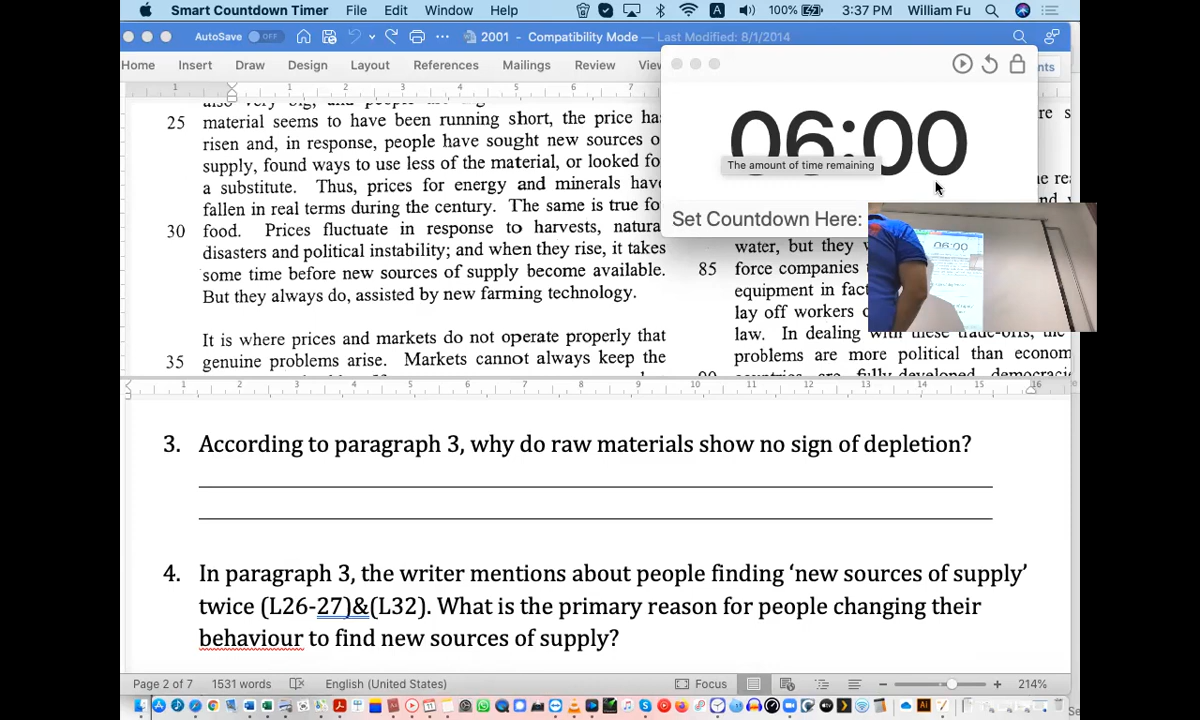 Smart Countdown Timer File Edit Window Help 100% 3:37 PM William Fu
AutoSave OFF 2001 - Compatibility Mode — Last Modified: 8/1/2014
Home Insert Draw Design Layout References Mailings Review View nts
06:00
The amount of time remaining
Set Countdown Here:
25 material seems to have been running short, the price has
risen and, in response, people have sought new sources of
supply, found ways to use less of the material, or looked for
a substitute. Thus, prices for energy and minerals have
fallen in real terms during the century. The same is true for
30 food. Prices fluctuate in response to harvests, natural
disasters and political instability; and when they rise, it takes
some time before new sources of supply become available.
But they always do, assisted by new farming technology.
It is where prices and markets do not operate properly that
35 genuine problems arise. Markets cannot always keep the
water, but they
85 force companies
equipment in fact
lay off workers o
law. In dealing with these trade-offs, the
problems are more political than econom
3. According to paragraph 3, why do raw materials show no sign of depletion?
4. In paragraph 3, the writer mentions about people finding ‘new sources of supply’
twice (L26-27)&(L32). What is the primary reason for people changing their
behaviour to find new sources of supply?
Page 2 of 7 1531 words English (United States) Focus 214%